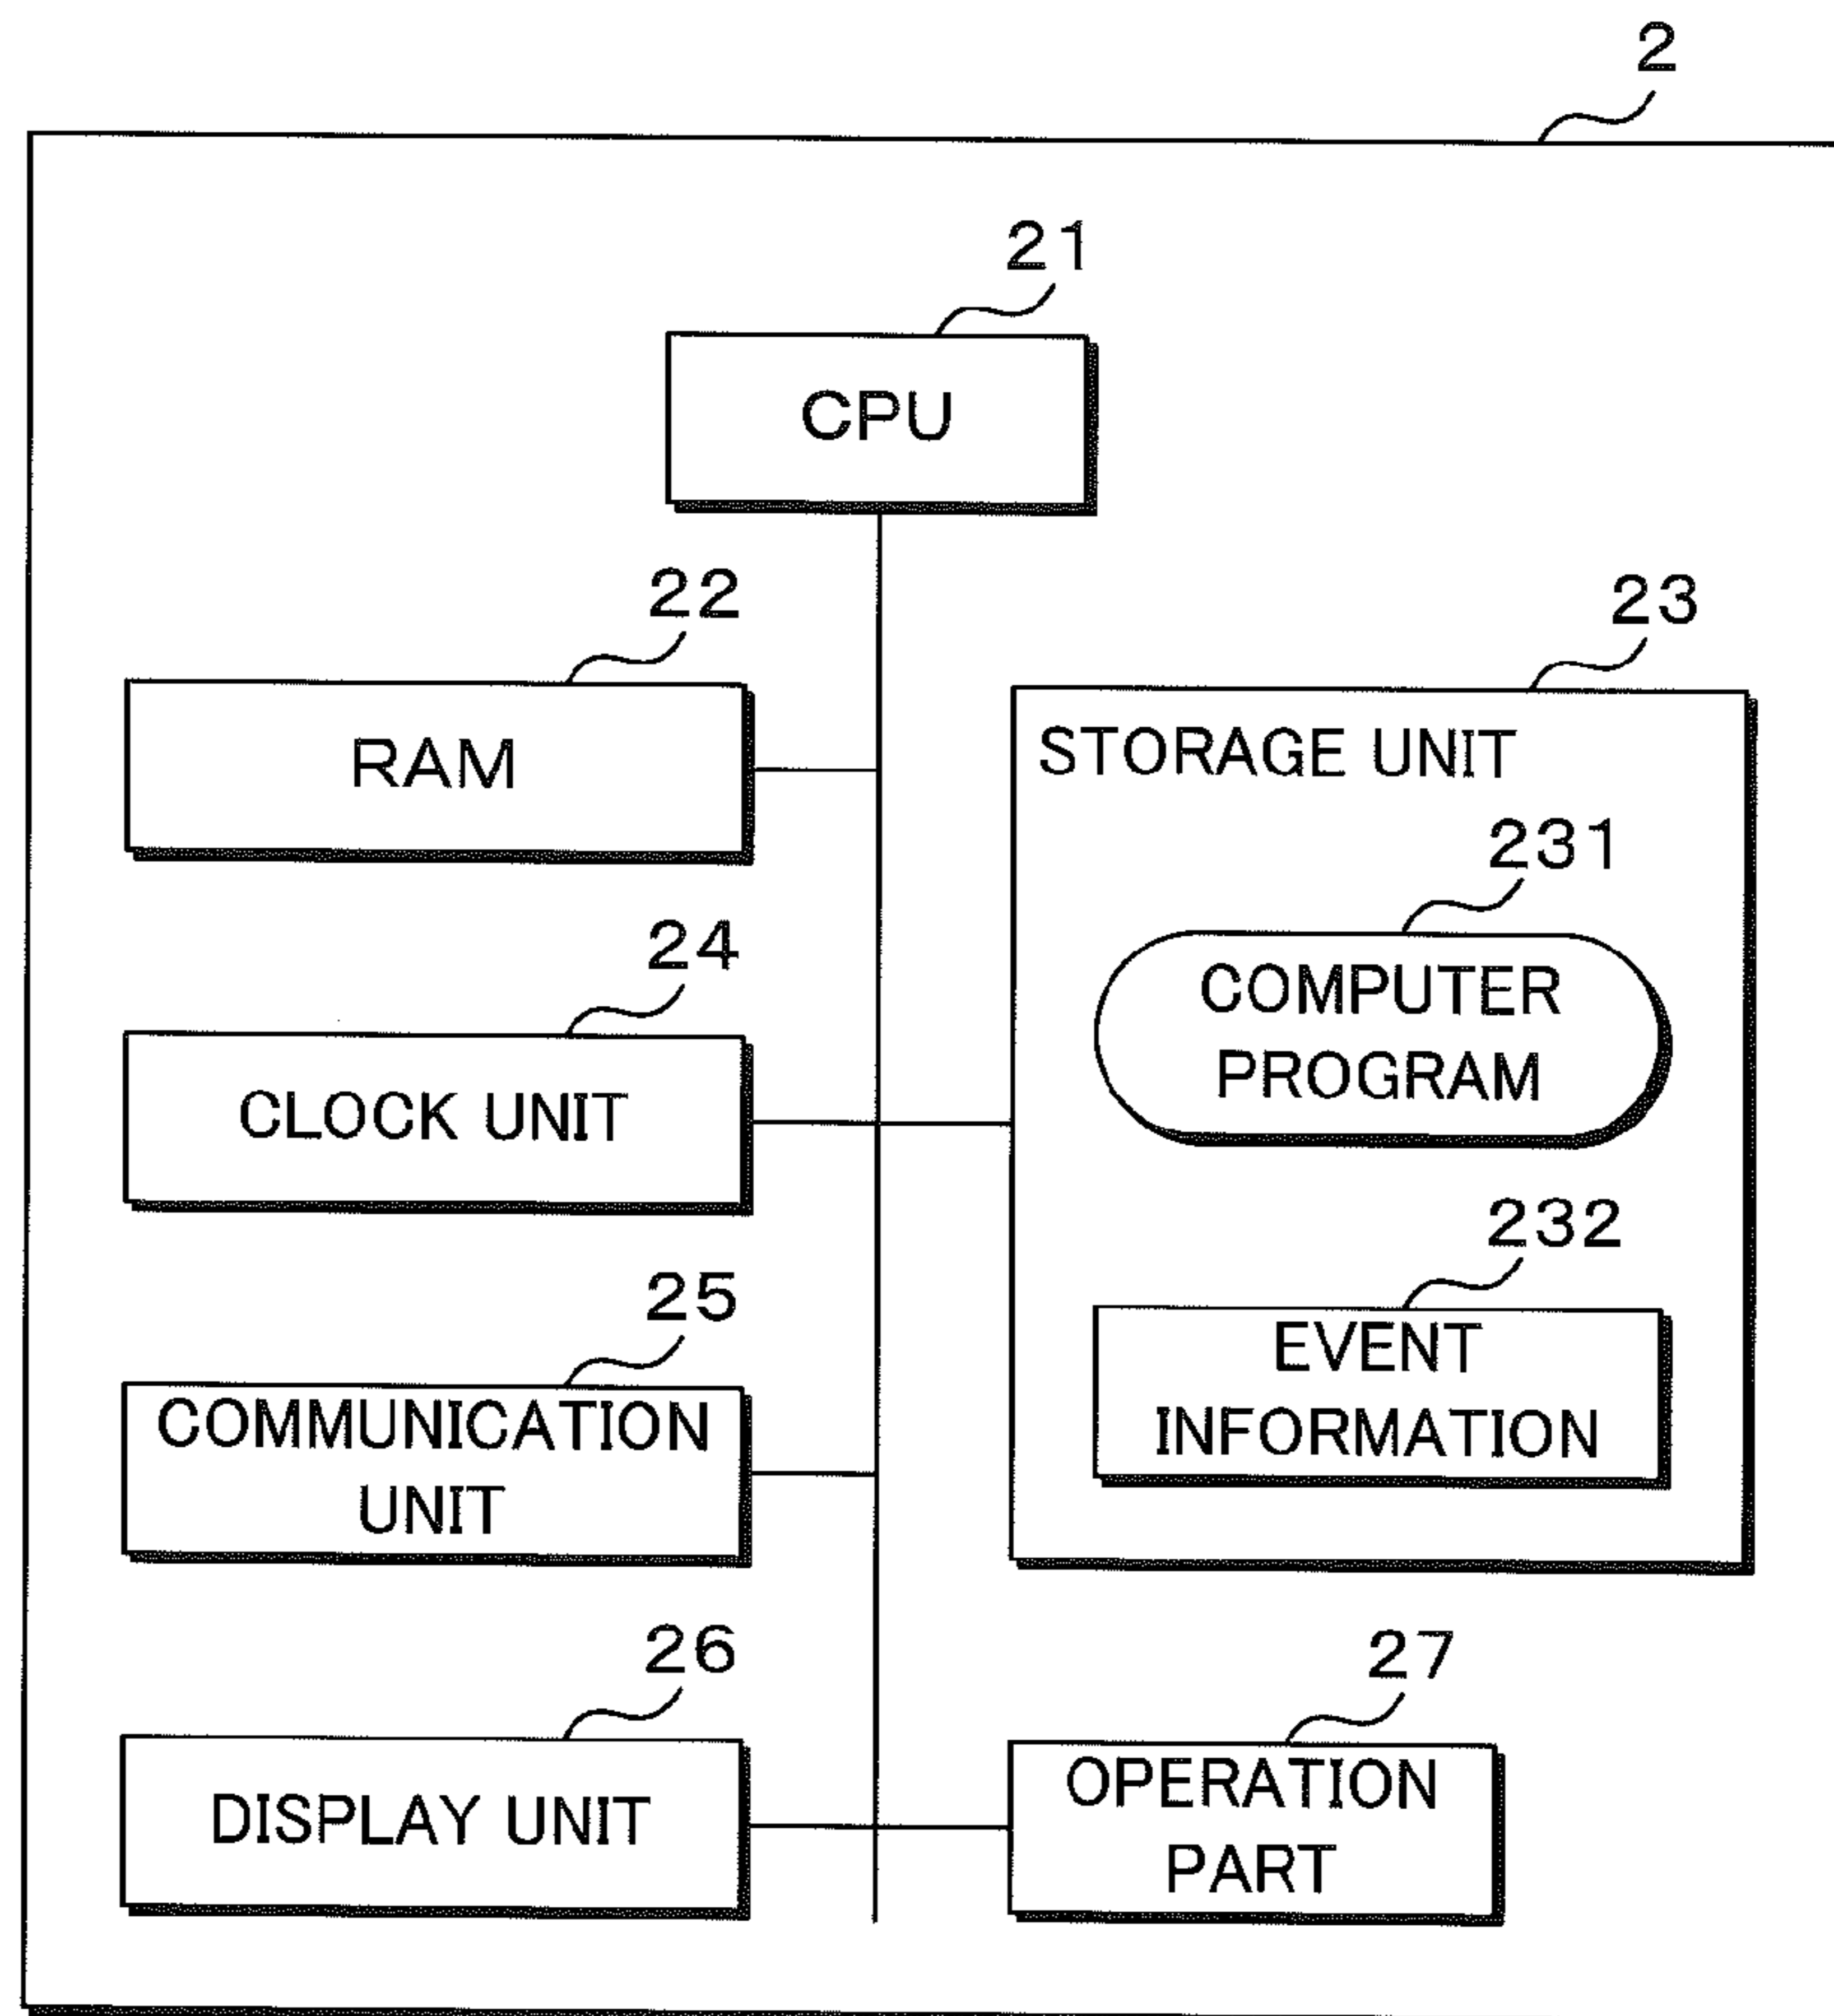 2
21
CPU
22
RAM
23
STORAGE UNIT
231
COMPUTER
PROGRAM
24
CLOCK UNIT
232
EVENT
INFORMATION
25
COMMUNICATION
UNIT
26
DISPLAY UNIT
27
OPERATION
PART